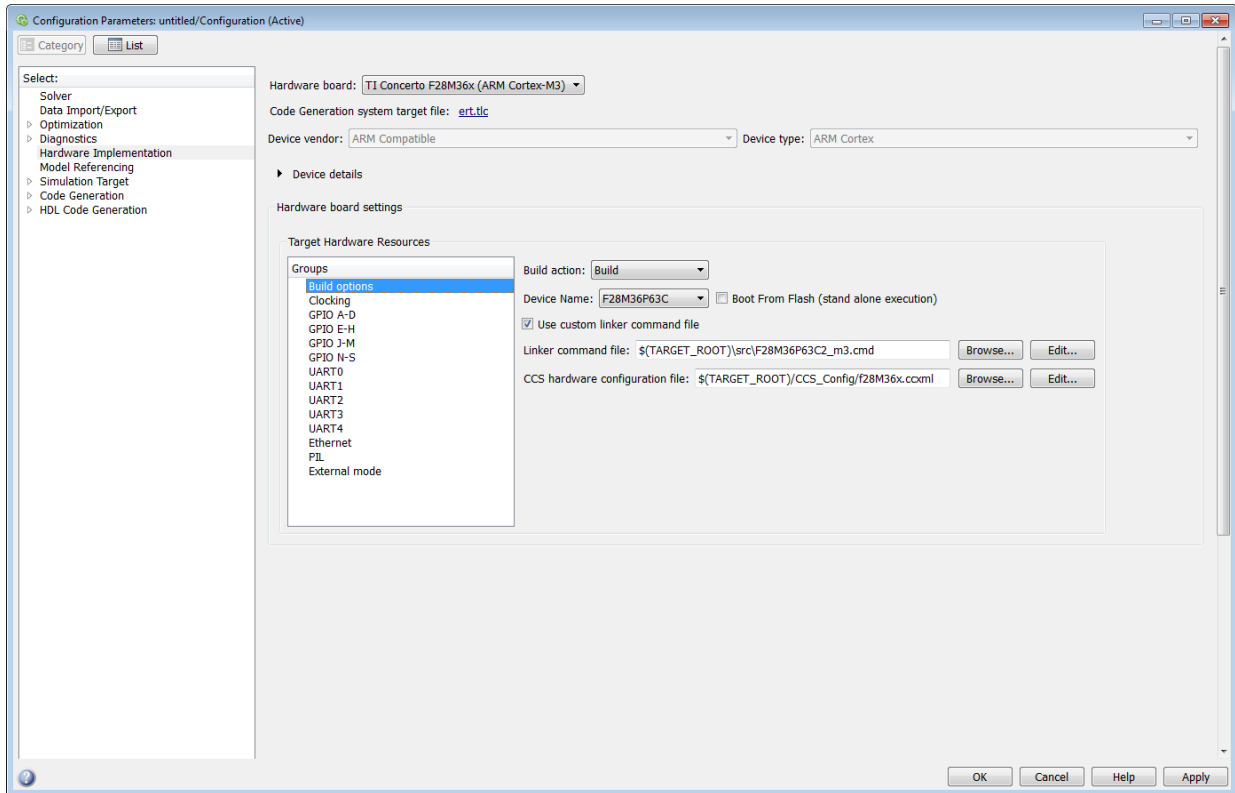 Configuration Parameters: untitled/Configuration (Active)
Category List
Select:
Solver
Data Import/Export
Optimization
Diagnostics
Hardware Implementation
Model Referencing
Simulation Target
Code Generation
HDL Code Generation
Hardware board: TI Concerto F28M36x (ARM Cortex-M3)
Code Generation system target file: ert.tlc
Device vendor: ARM Compatible Device type: ARM Cortex
Device details
Hardware board settings
Target Hardware Resources
Groups
Build options
Clocking
GPIO A-D
GPIO E-H
GPIO J-M
GPIO N-S
UART0
UART1
UART2
UART3
UART4
Ethernet
PIL
External mode
Build action: Build
Device Name: F28M36P63C Boot From Flash (stand alone execution)
Use custom linker command file
Linker command file: $(TARGET_ROOT)\src\F28M36P63C2_m3.cmd Browse... Edit...
CCS hardware configuration file: $(TARGET_ROOT)/CCS_Config/f28M36x.ccxml Browse... Edit...
OK Cancel Help Apply